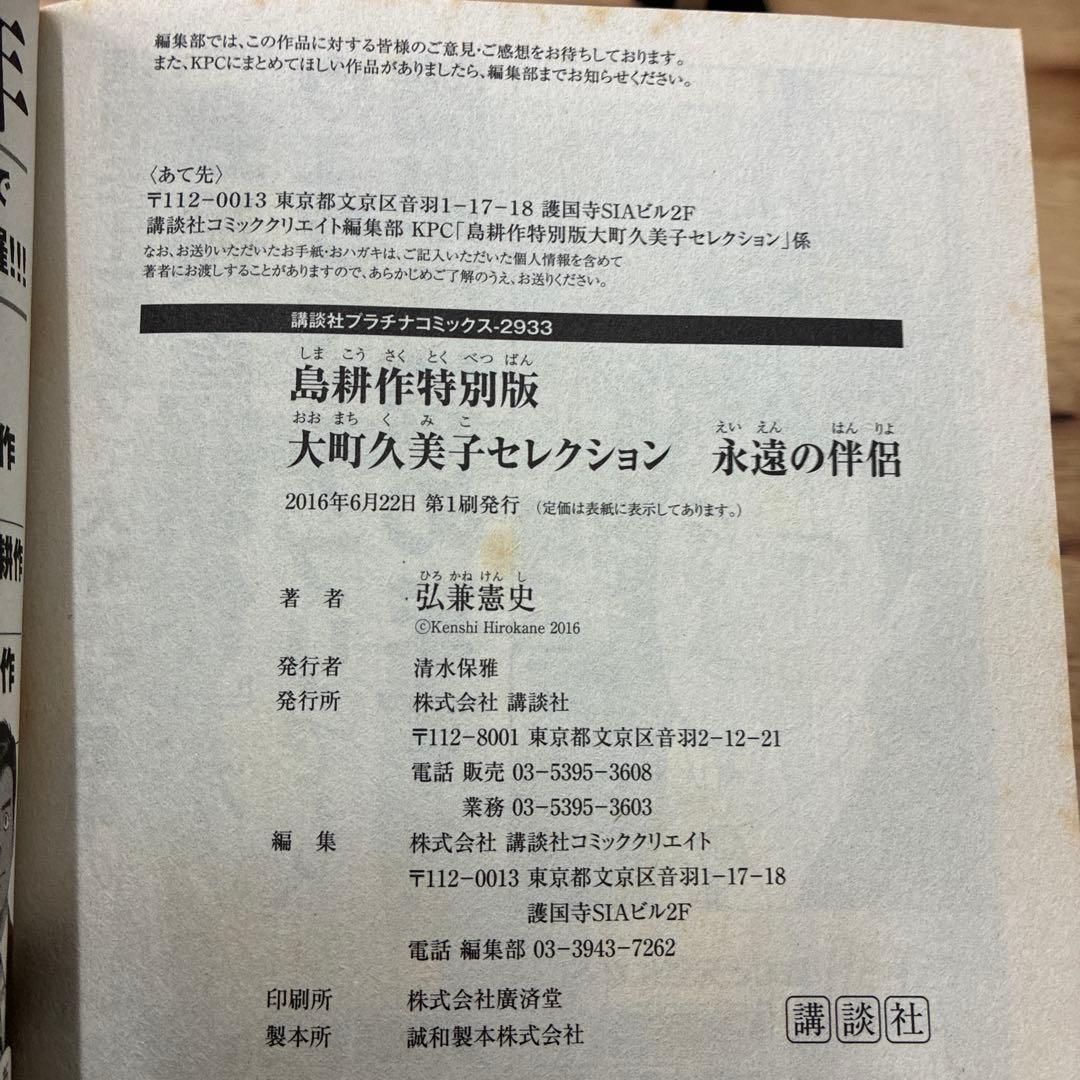 編集部では、この作品に対する皆様のご意見・ご感想をお待ちしております。
また、KPCにまとめてほしい作品がありましたら、編集部までお知らせください。
〈あて先〉
〒112-0013 東京都文京区音羽1-17-18 護国寺SIAビル2F
講談社コミッククリエイト編集部 KPC「島耕作特別版大町久美子セレクション」係
なお、お送りいただいたお手紙・おハガキは、ご記入いただいた個人情報を含めて
著者にお渡しすることがありますので、あらかじめご了解のうえ、お送りください。
講談社プラチナコミックス-2933
しま こう さく とく べつ ばん
島耕作特別版
おお まち く み こ えい えん はん りょ
大町久美子セレクション 永遠の伴侶
2016年6月22日 第1刷発行 (定価は表紙に表示してあります。)
ひろ かね けん し
著 者 弘兼憲史
©Kenshi Hirokane 2016
発行者 清水保雅
発行所 株式会社 講談社
〒112-8001 東京都文京区音羽2-12-21
電話 販売 03-5395-3608
業務 03-5395-3603
編 集 株式会社 講談社コミッククリエイト
〒112-0013 東京都文京区音羽1-17-18
護国寺SIAビル2F
電話 編集部 03-3943-7262
印刷所 株式会社廣済堂
製本所 誠和製本株式会社
講談社
で
!!!
作
耕作
作